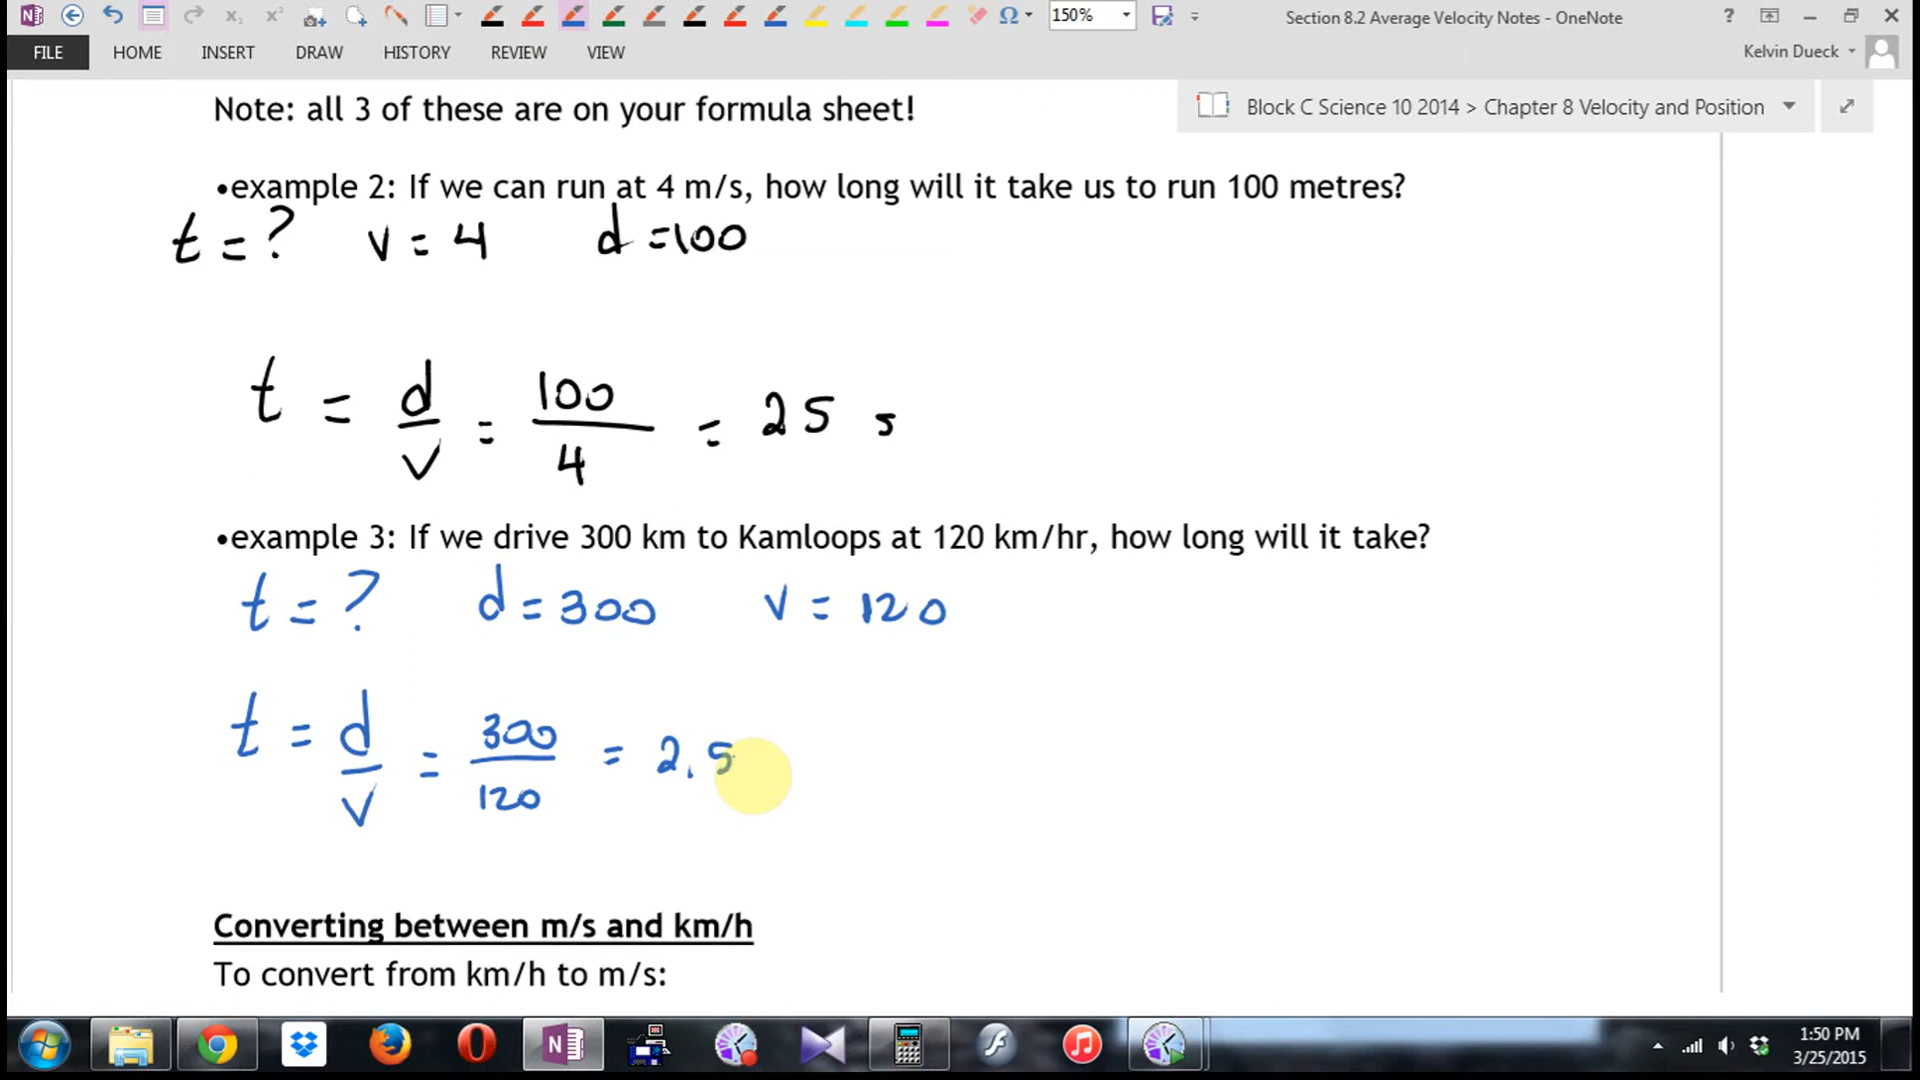 150%
Section 8.2 Average Velocity Notes - OneNote
FILE HOME INSERT DRAW HISTORY REVIEW VIEW
Kelvin Dueck
Note: all 3 of these are on your formula sheet!
Block C Science 10 2014 > Chapter 8 Velocity and Position
•example 2: If we can run at 4 m/s, how long will it take us to run 100 metres?
t = ? v = 4 d = 100
t = d/v = 100/4 = 25 s
•example 3: If we drive 300 km to Kamloops at 120 km/hr, how long will it take?
t = ? d = 300 v = 120
t = d/v = 300/120 = 2.5
Converting between m/s and km/h
To convert from km/h to m/s:
1:50 PM
3/25/2015